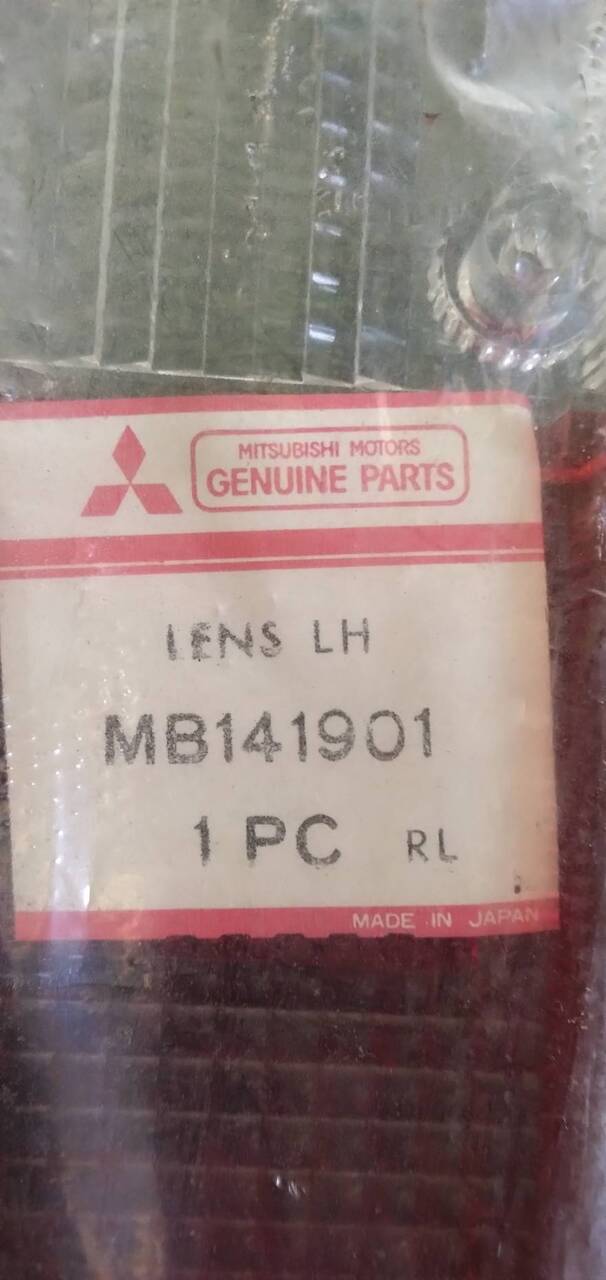 MITSUBISHI MOTORS
GENUINE PARTS
LENS LH
MB141901
1 PC RL
MADE IN JAPAN